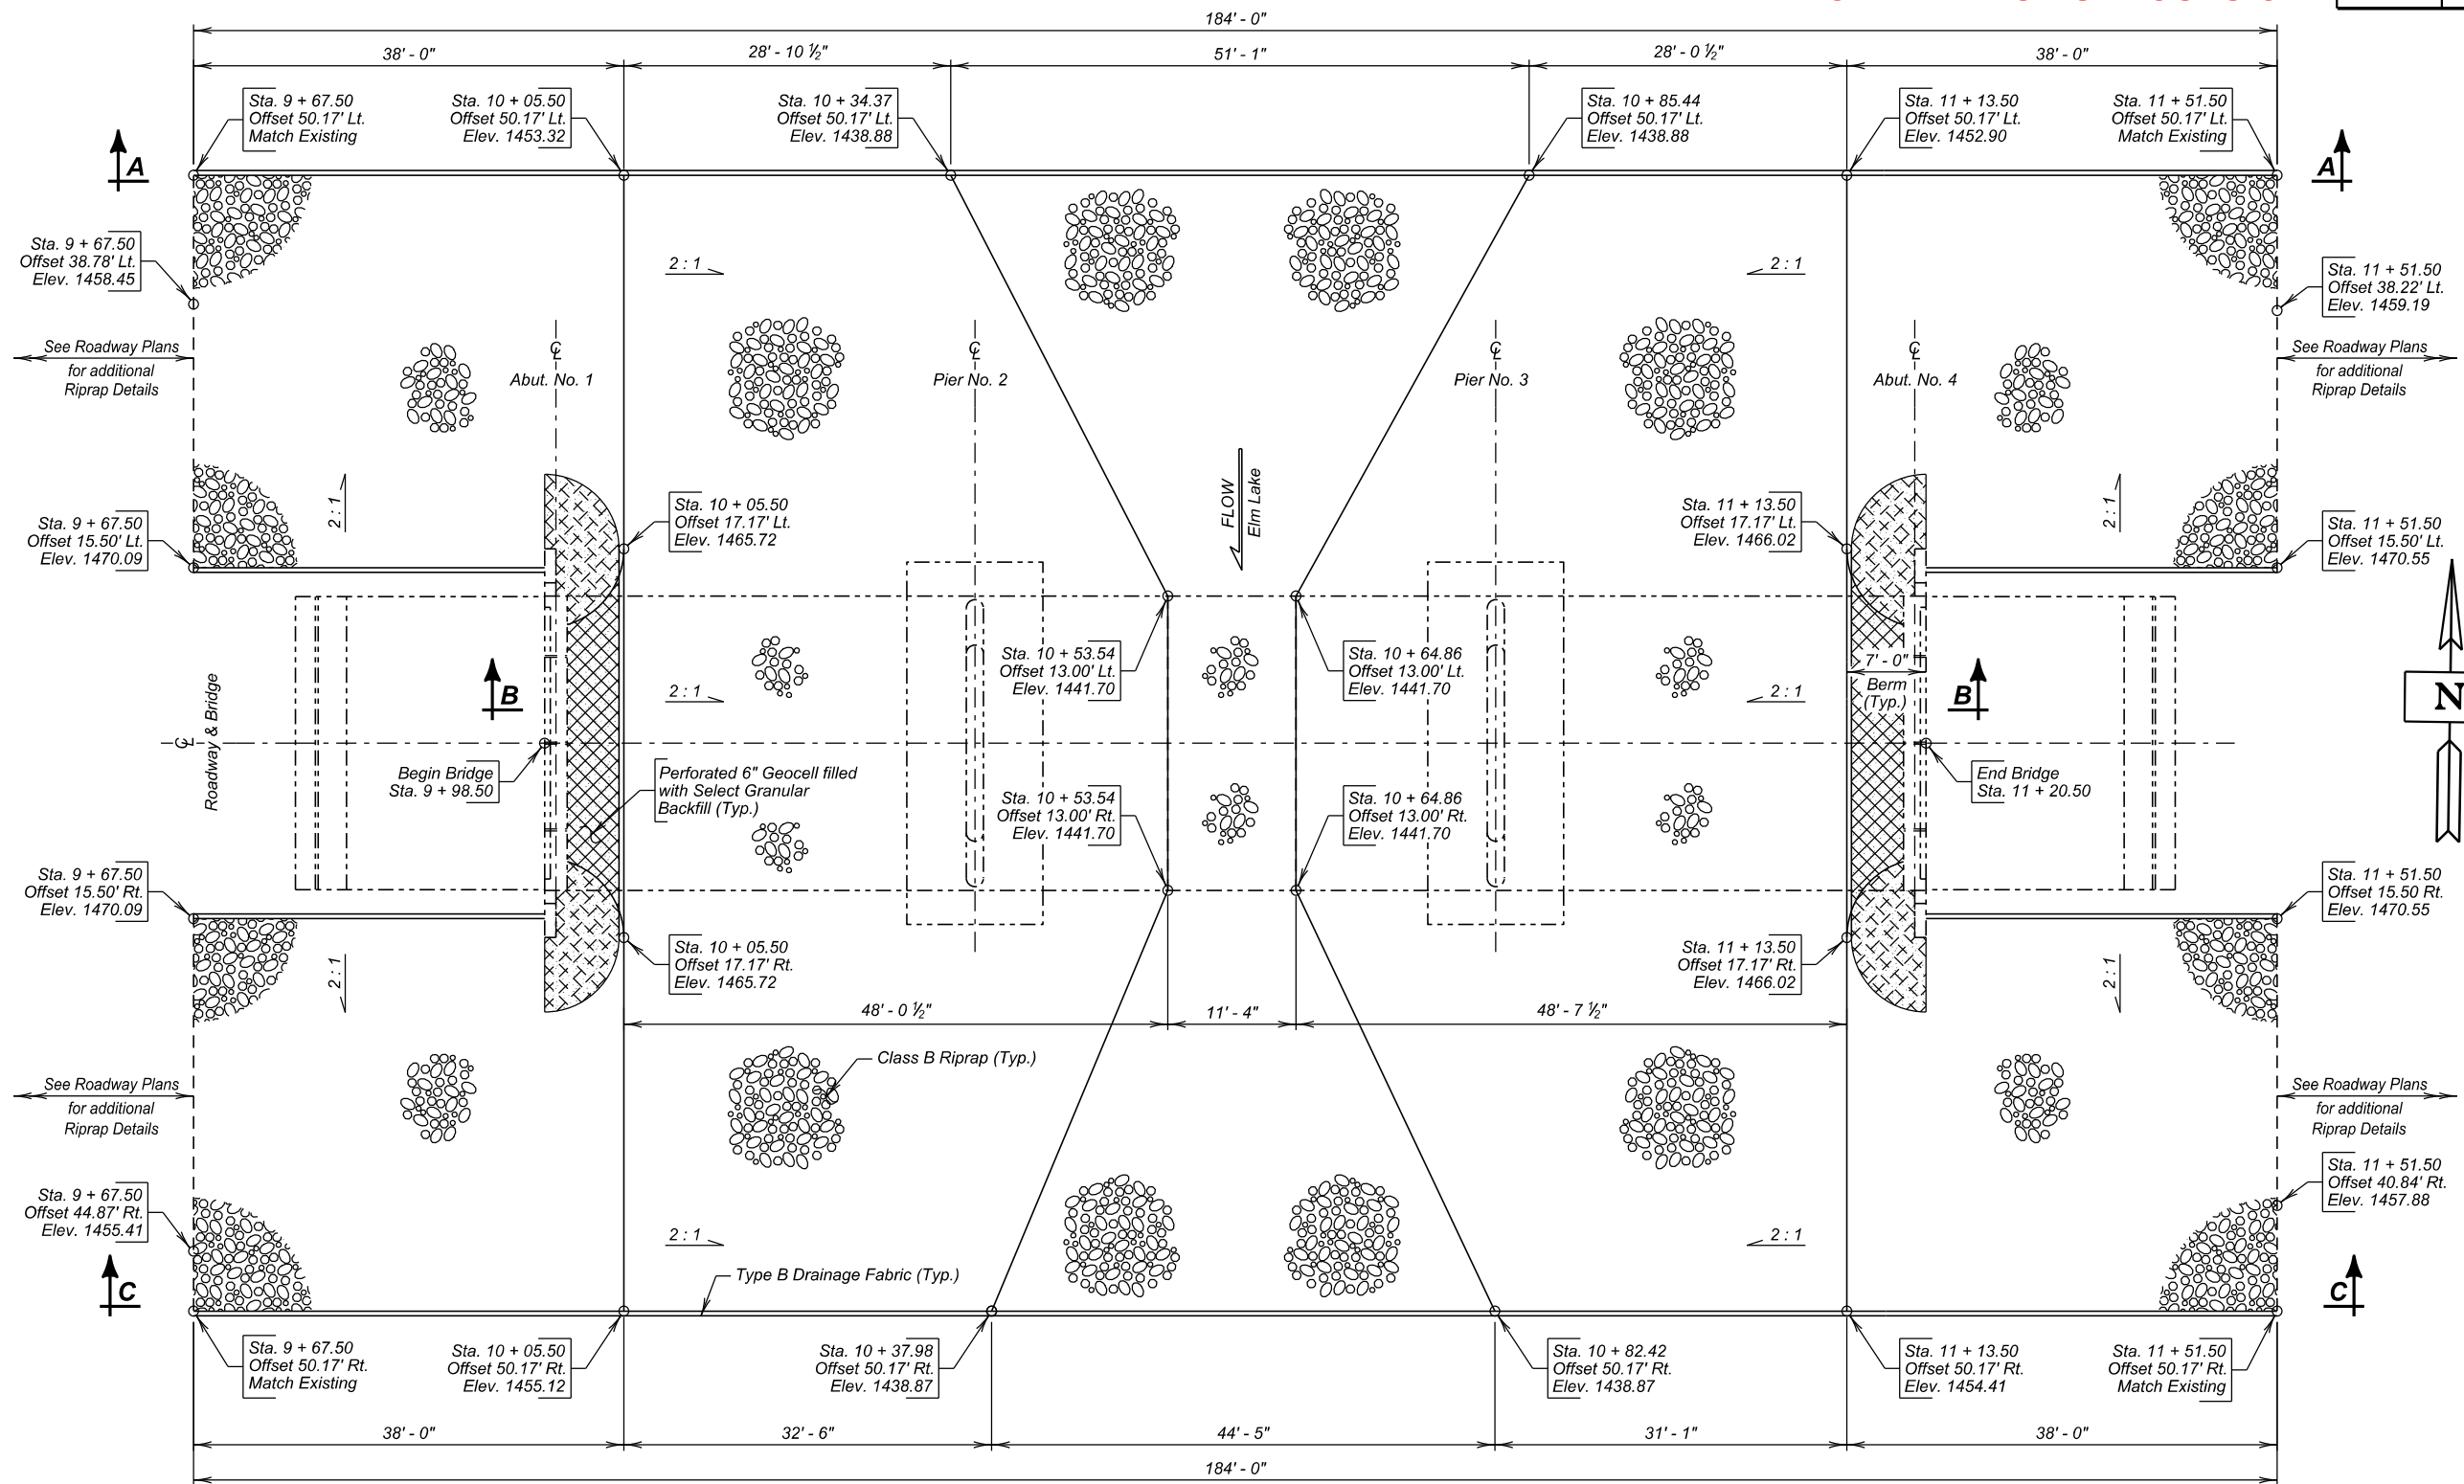 184' - 0"
38' - 0"
28' - 10 ½"
51' - 1"
28' - 0 ½"
38' - 0"
Sta. 9 + 67.50
Offset 50.17' Lt.
Match Existing
Sta. 10 + 05.50
Offset 50.17' Lt.
Elev. 1453.32
Sta. 10 + 34.37
Offset 50.17' Lt.
Elev. 1438.88
Sta. 10 + 85.44
Offset 50.17' Lt.
Elev. 1438.88
Sta. 11 + 13.50
Offset 50.17' Lt.
Elev. 1452.90
Sta. 11 + 51.50
Offset 50.17' Lt.
Match Existing
A
A
Sta. 9 + 67.50
Offset 38.78' Lt.
Elev. 1458.45
2 : 1
2 : 1
Sta. 11 + 51.50
Offset 38.22' Lt.
Elev. 1459.19
See Roadway Plans
for additional
Riprap Details
℄
Abut. No. 1
℄
Pier No. 2
℄
Pier No. 3
℄
Abut. No. 4
See Roadway Plans
for additional
Riprap Details
FLOW
Elm Lake
2 : 1
2 : 1
Sta. 9 + 67.50
Offset 15.50' Lt.
Elev. 1470.09
Sta. 10 + 05.50
Offset 17.17' Lt.
Elev. 1465.72
Sta. 11 + 13.50
Offset 17.17' Lt.
Elev. 1466.02
Sta. 11 + 51.50
Offset 15.50' Lt.
Elev. 1470.55
Sta. 10 + 53.54
Offset 13.00' Lt.
Elev. 1441.70
Sta. 10 + 64.86
Offset 13.00' Lt.
Elev. 1441.70
B
2 : 1
2 : 1
7' - 0"
Berm
(Typ.)
B
N
℄
Roadway & Bridge
Begin Bridge
Sta. 9 + 98.50
Perforated 6" Geocell filled
with Select Granular
Backfill (Typ.)
End Bridge
Sta. 11 + 20.50
Sta. 10 + 53.54
Offset 13.00' Rt.
Elev. 1441.70
Sta. 10 + 64.86
Offset 13.00' Rt.
Elev. 1441.70
Sta. 9 + 67.50
Offset 15.50' Rt.
Elev. 1470.09
Sta. 11 + 51.50
Offset 15.50 Rt.
Elev. 1470.55
Sta. 10 + 05.50
Offset 17.17' Rt.
Elev. 1465.72
Sta. 11 + 13.50
Offset 17.17' Rt.
Elev. 1466.02
2 : 1
2 : 1
48' - 0 ½"
11' - 4"
48' - 7 ½"
Class B Riprap (Typ.)
See Roadway Plans
for additional
Riprap Details
See Roadway Plans
for additional
Riprap Details
Sta. 9 + 67.50
Offset 44.87' Rt.
Elev. 1455.41
Sta. 11 + 51.50
Offset 40.84' Rt.
Elev. 1457.88
2 : 1
2 : 1
Type B Drainage Fabric (Typ.)
C
C
Sta. 9 + 67.50
Offset 50.17' Rt.
Match Existing
Sta. 10 + 05.50
Offset 50.17' Rt.
Elev. 1455.12
Sta. 10 + 37.98
Offset 50.17' Rt.
Elev. 1438.87
Sta. 10 + 82.42
Offset 50.17' Rt.
Elev. 1438.87
Sta. 11 + 13.50
Offset 50.17' Rt.
Elev. 1454.41
Sta. 11 + 51.50
Offset 50.17' Rt.
Match Existing
38' - 0"
32' - 6"
44' - 5"
31' - 1"
38' - 0"
184' - 0"